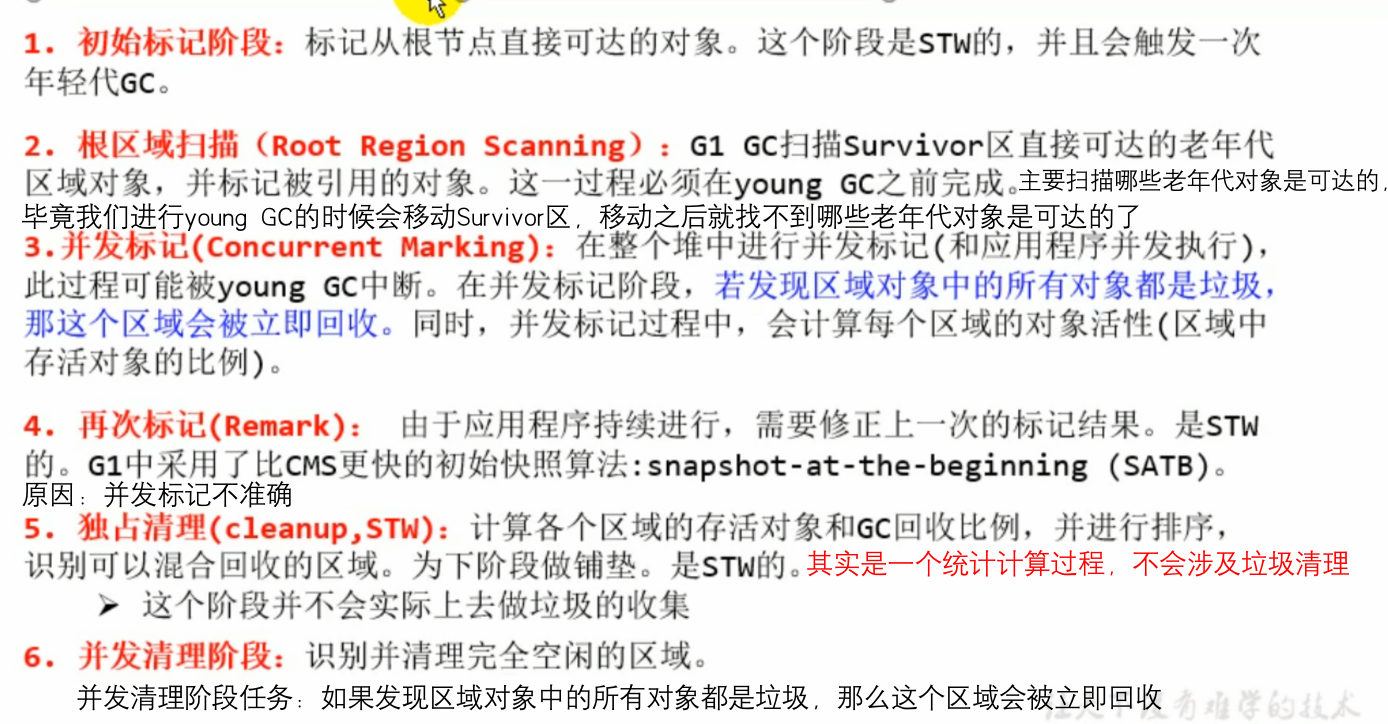 1. 初始标记阶段：标记从根节点直接可达的对象。这个阶段是STW的，并且会触发一次
年轻代GC。
2. 根区域扫描（Root Region Scanning）：G1 GC扫描Survivor区直接可达的老年代
区域对象，并标记被引用的对象。这一过程必须在young GC之前完成。主要扫描哪些老年代对象是可达的，
毕竟我们进行young GC的时候会移动Survivor区，移动之后就找不到哪些老年代对象是可达的了
3.并发标记(Concurrent Marking)：在整个堆中进行并发标记(和应用程序并发执行)，
此过程可能被young GC中断。在并发标记阶段，若发现区域对象中的所有对象都是垃圾，
那这个区域会被立即回收。同时，并发标记过程中，会计算每个区域的对象活性(区域中
存活对象的比例)。
4. 再次标记(Remark)： 由于应用程序持续进行，需要修正上一次的标记结果。是STW
的。G1中采用了比CMS更快的初始快照算法:snapshot-at-the-beginning (SATB)。
原因：并发标记不准确
5. 独占清理(cleanup,STW)：计算各个区域的存活对象和GC回收比例，并进行排序，
识别可以混合回收的区域。为下阶段做铺垫。是STW的。其实是一个统计计算过程，不会涉及垃圾清理
➢ 这个阶段并不会实际上去做垃圾的收集
6. 并发清理阶段：识别并清理完全空闲的区域。
并发清理阶段任务：如果发现区域对象中的所有对象都是垃圾，那么这个区域会被立即回收
有难学的技术